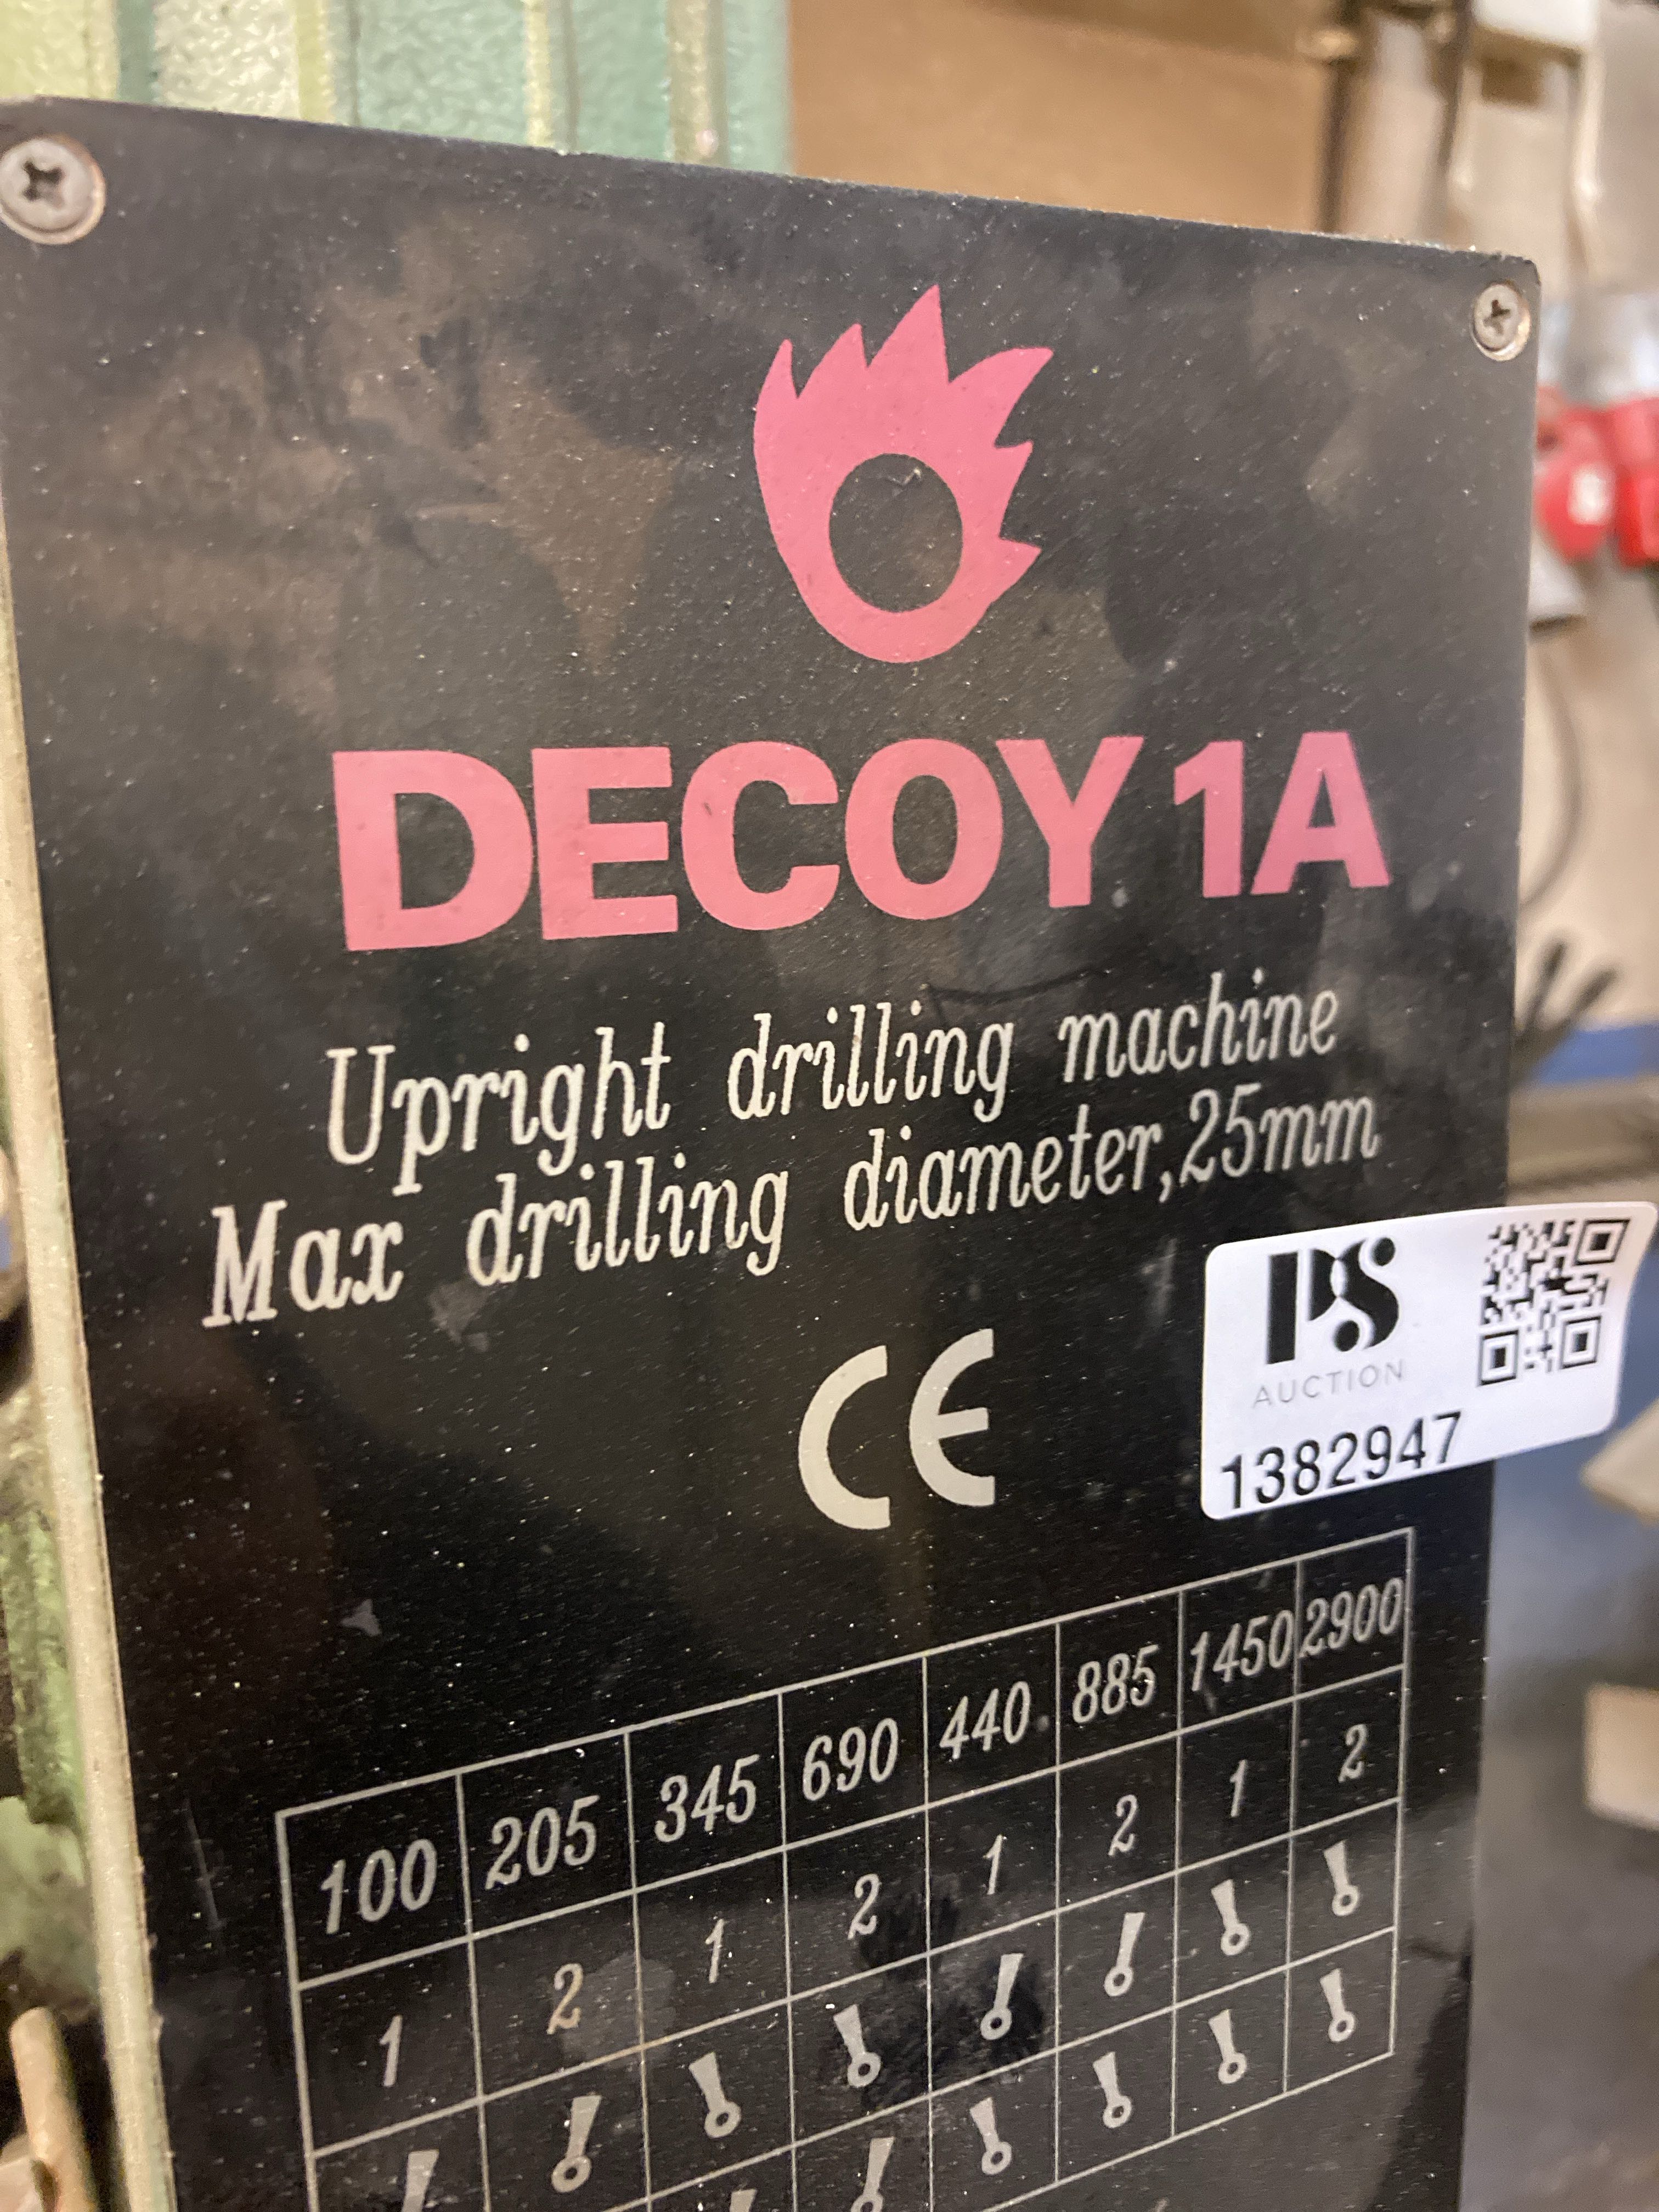 DECOY 1A
Upright drilling machine
Max drilling diameter,25mm
CE
PS
AUCTION
1382947
100 205 345 690 440 885 1450 2900
1 2 1 2 1 2 1 2